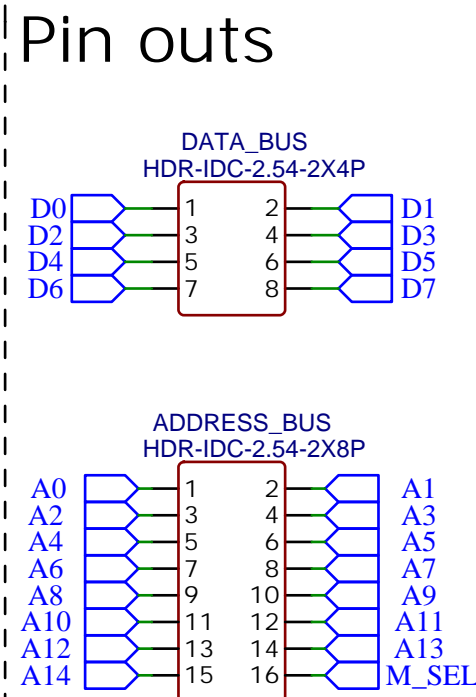 Pin outs
DATA_BUS
HDR-IDC-2.54-2X4P
D0 1 2 D1
D2 3 4 D3
D4 5 6 D5
D6 7 8 D7
ADDRESS_BUS
HDR-IDC-2.54-2X8P
A0 1 2 A1
A2 3 4 A3
A4 5 6 A5
A6 7 8 A7
A8 9 10 A9
A10 11 12 A11
A12 13 14 A13
A14 15 16 M_SEL